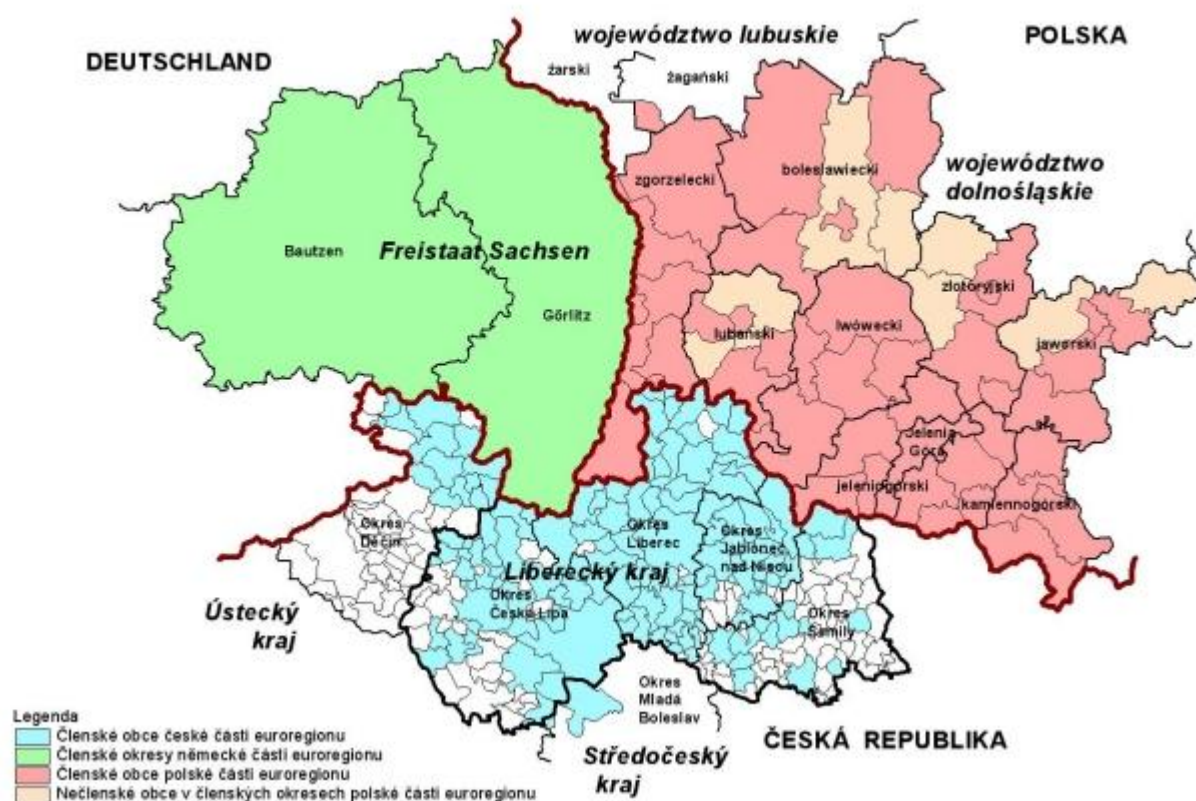 DEUTSCHLAND
województwo lubuskie
POLSKA
żarski
żagański
zgorzelecki
boleslawiecki
województwo
dolnośląskie
Bautzen
Freistaat Sachsen
Görlitz
zlotoryjski
lubański
lwówecki
jaworski
Jelenia
Góra
jeleniogórski
kamiennogórski
Okres
Děčín
Okres
Liberec
Okres
Jablonec
nad Nisou
Liberecký kraj
Okres
Česká Lípa
Okres
Semily
Ústecký
kraj
Okres
Mladá
Boleslav
Středočeský
kraj
ČESKÁ REPUBLIKA
Legenda
Členské obce české části euroregionu
Členské okresy německé části euroregionu
Členské obce polské části euroregionu
Nečlenské obce v členských okresech polské části euroregionu